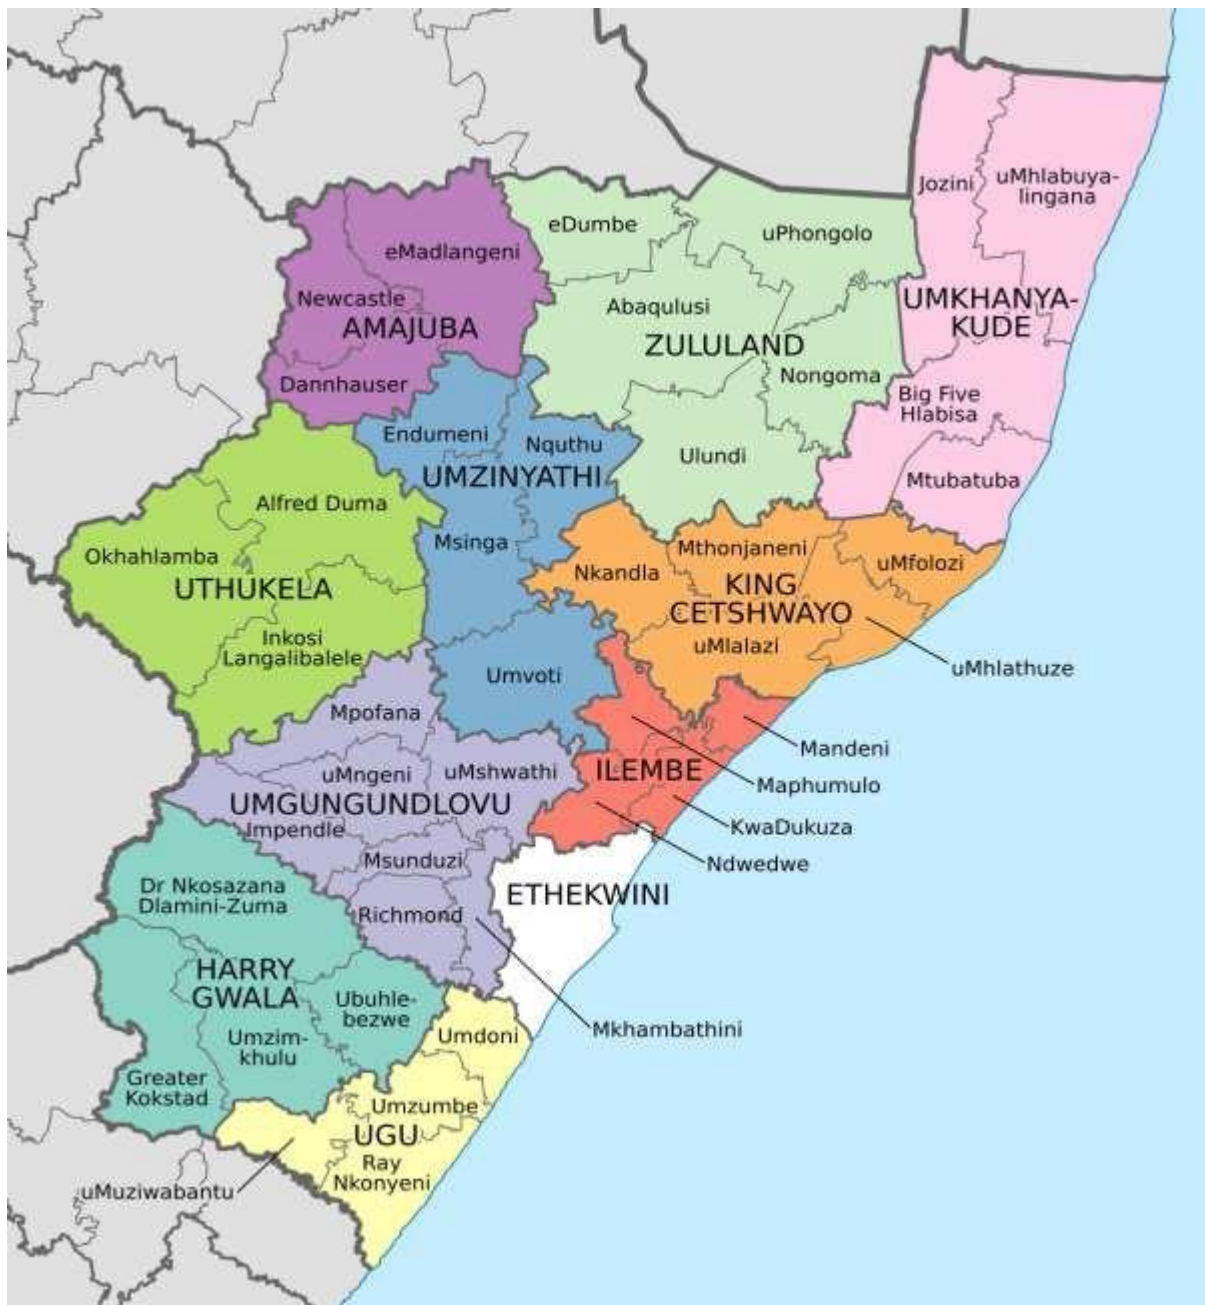 Jozini
uMhlabuya-
lingana
eDumbe
uPhongolo
eMadlangeni
Newcastle
AMAJUBA
Dannhauser
Abaqulusi
ZULULAND
Nongoma
Ulundi
UMKHANYA-
KUDE
Big Five
Hlabisa
Mtubatuba
Endumeni
Nquthu
UMZINYATHI
Msinga
Umvoti
Alfred Duma
Okhahlamba
UTHUKELA
Inkosi
Langalibalele
Mthonjaneni
uMfolozi
Nkandla
KING
CETSHWAYO
uMlalazi
uMhlathuze
Mpofana
uMngeni
uMshwathi
UMGUNGUNDLOVU
Impendle
Msunduzi
Richmond
Mkhambathini
ILEMBE
Mandeni
Maphumulo
KwaDukuza
Ndwedwe
ETHEKWINI
Dr Nkosazana
Dlamini-Zuma
HARRY
GWALA
Ubuhle-
bezwe
Umzim-
khulu
Greater
Kokstad
Umdoni
Umzumbe
UGU
Ray
Nkonyeni
uMuziwabantu